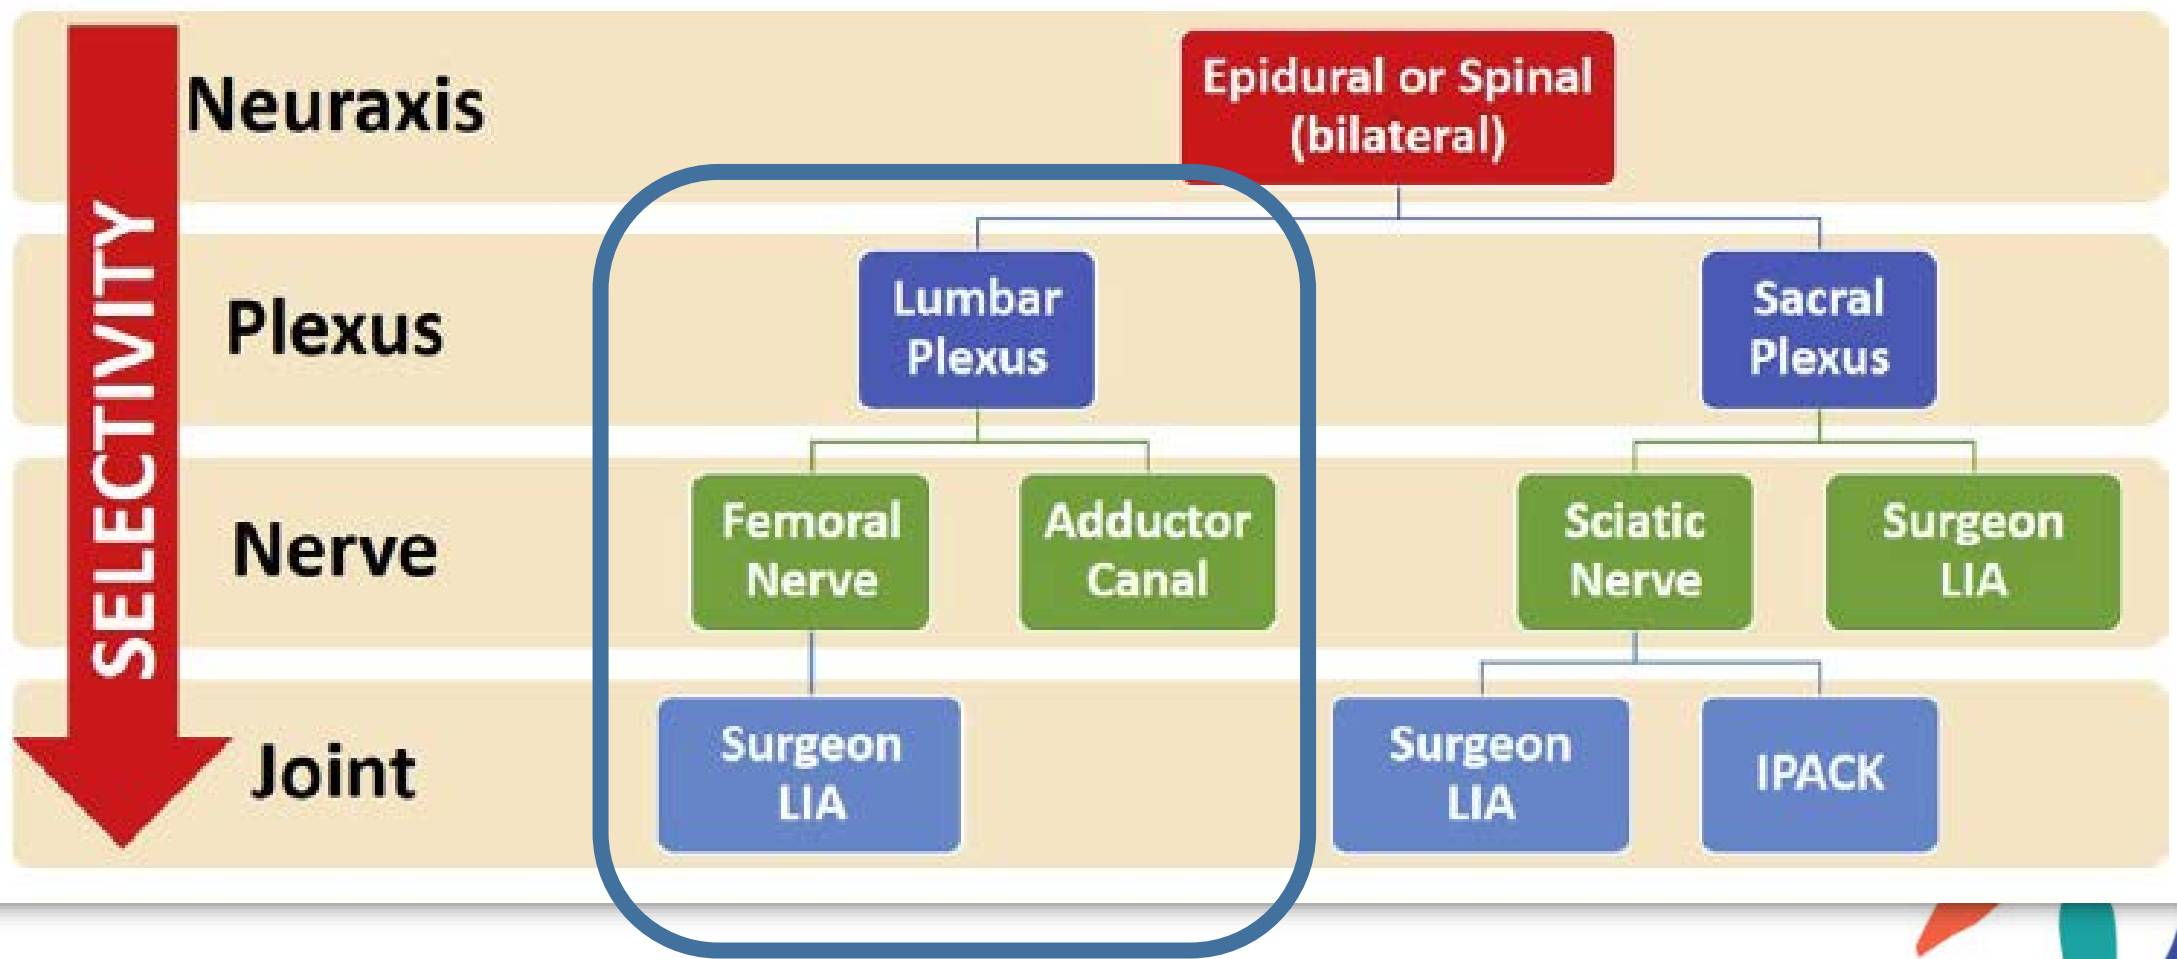 SELECTIVITY
Neuraxis
Epidural or Spinal
(bilateral)
Plexus
Lumbar
Plexus
Sacral
Plexus
Nerve
Femoral
Nerve
Adductor
Canal
Sciatic
Nerve
Surgeon
LIA
Joint
Surgeon
LIA
Surgeon
LIA
IPACK